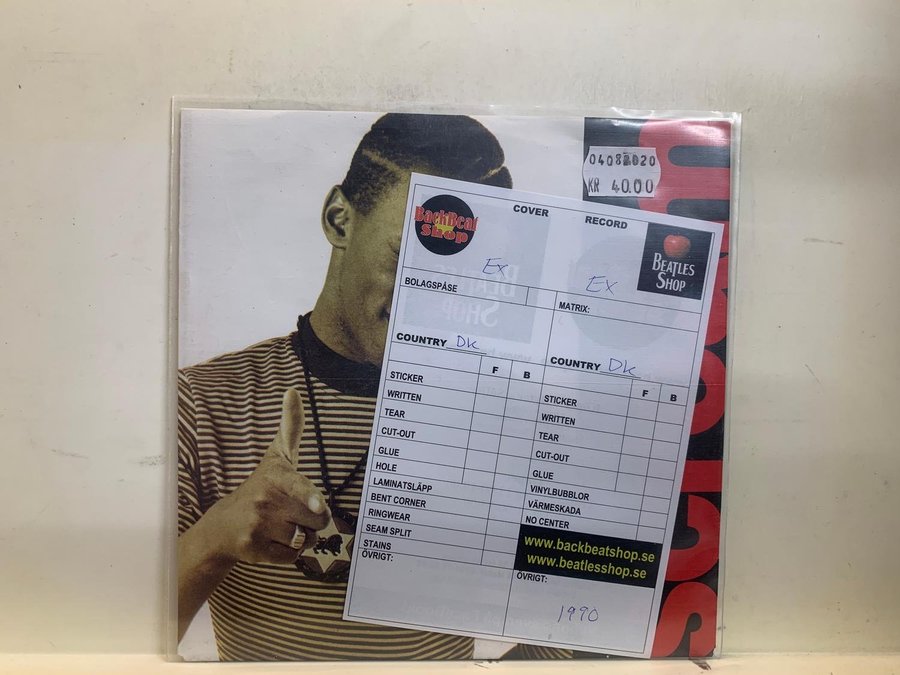 04082020
KR 40.00
BackBeat
Shop
COVER
RECORD
BEATLES
SHOP
Ex
Ex
BOLAGSPÅSE
MATRIX:
COUNTRY DK
COUNTRY DK
F B
F B
STICKER
WRITTEN
TEAR
CUT-OUT
GLUE
HOLE
LAMINATSLÄPP
BENT CORNER
RINGWEAR
SEAM SPLIT
STAINS
ÖVRIGT:
STICKER
WRITTEN
TEAR
CUT-OUT
GLUE
VINYLBUBBLOR
VÄRMESKADA
NO CENTER
www.backbeatshop.se
www.beatlesshop.se
ÖVRIGT:
1990